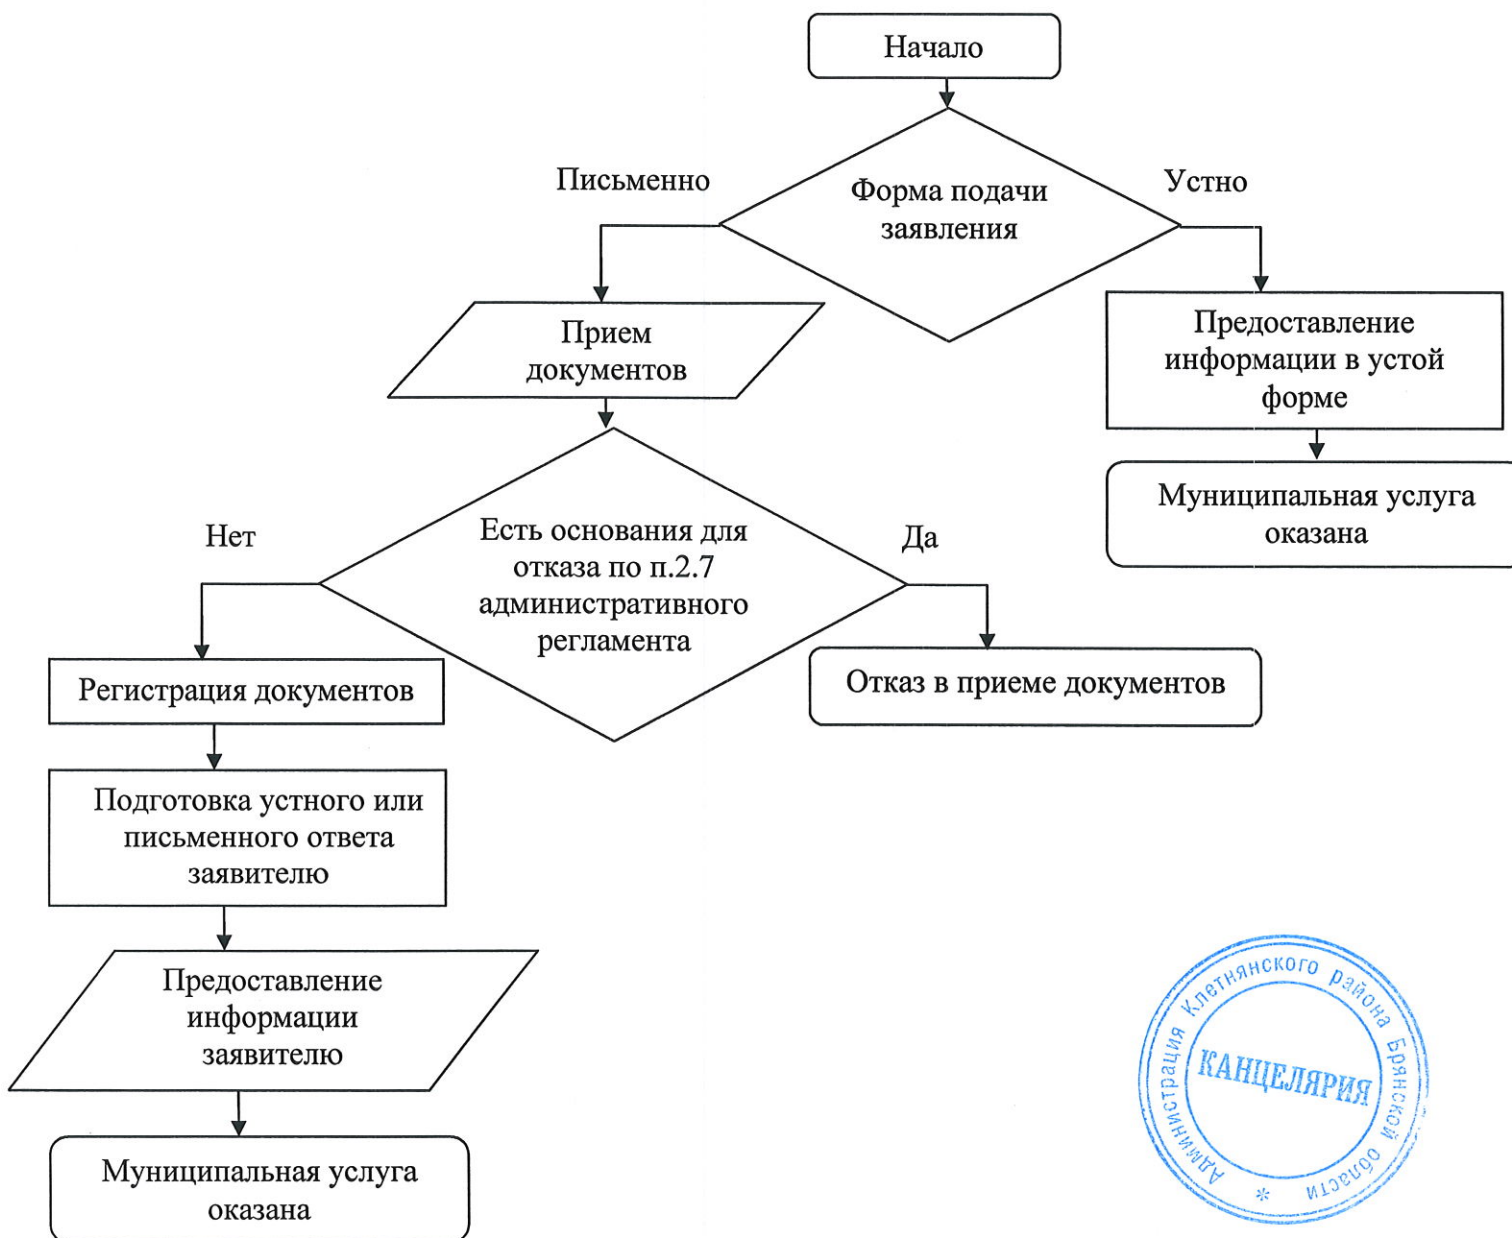 Начало
Форма подачи
заявления
Письменно
Устно
Прием
документов
Предоставление
информации в устой
форме
Муниципальная услуга
оказана
Есть основания для
отказа по п.2.7
административного
регламента
Нет
Да
Регистрация документов
Отказ в приеме документов
Подготовка устного или
письменного ответа
заявителю
Предоставление
информации
заявителю
Муниципальная услуга
оказана
Администрация Клетнянского района Брянской области *
КАНЦЕЛЯРИЯ